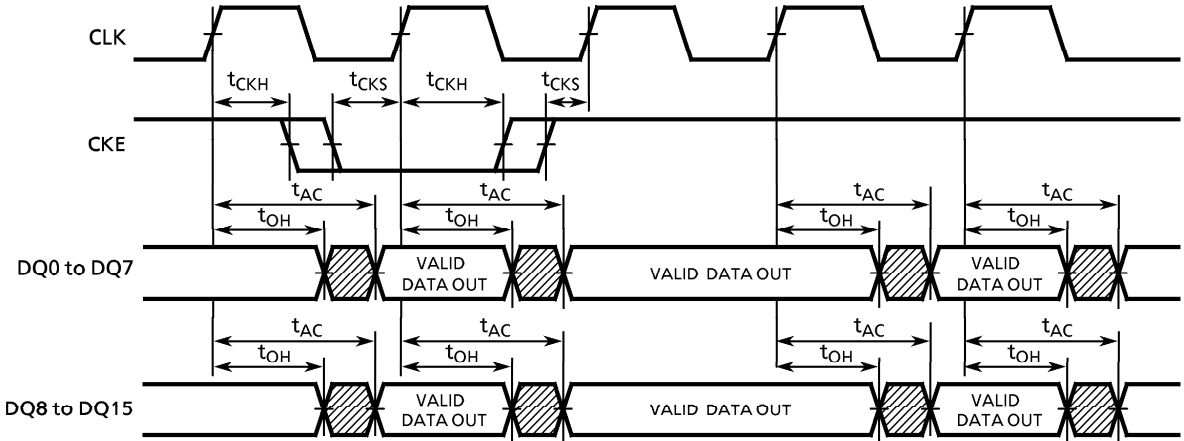 CLK
tCKH
tCKS
tCKH
tCKS
CKE
tAC
tAC
tAC
tAC
tOH
tOH
tOH
tOH
DQ0 to DQ7
VALID
DATA OUT
VALID DATA OUT
VALID
DATA OUT
tAC
tAC
tAC
tAC
tOH
tOH
tOH
tOH
DQ8 to DQ15
VALID
DATA OUT
VALID DATA OUT
VALID
DATA OUT